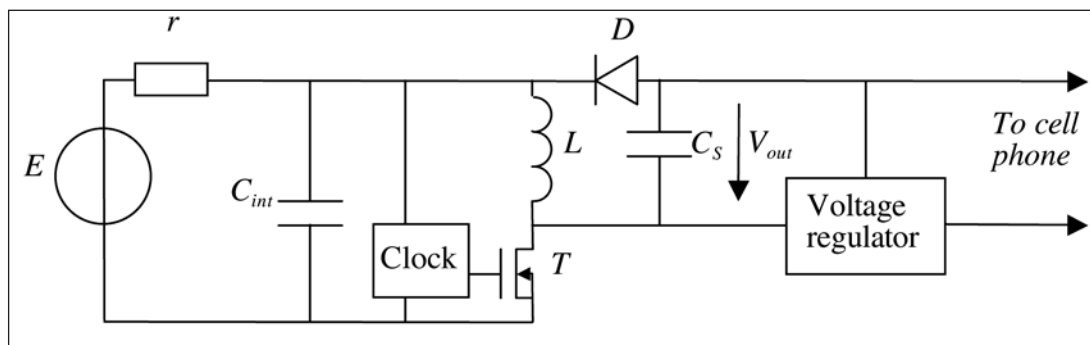 r
D
E
C_int
Clock
L
T
C_S
V_out
Voltage
regulator
To cell
phone